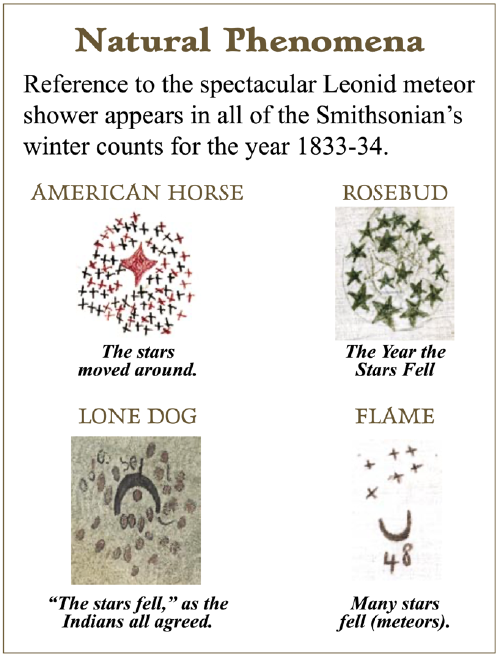 Natural Phenomena
Reference to the spectacular Leonid meteor
shower appears in all of the Smithsonian's
winter counts for the year 1833-34.
AMERICAN HORSE
ROSEBUD
The stars
moved around.
The Year the
Stars Fell
LONE DOG
FLAME
48
"The stars fell," as the
Indians all agreed.
Many stars
fell (meteors).